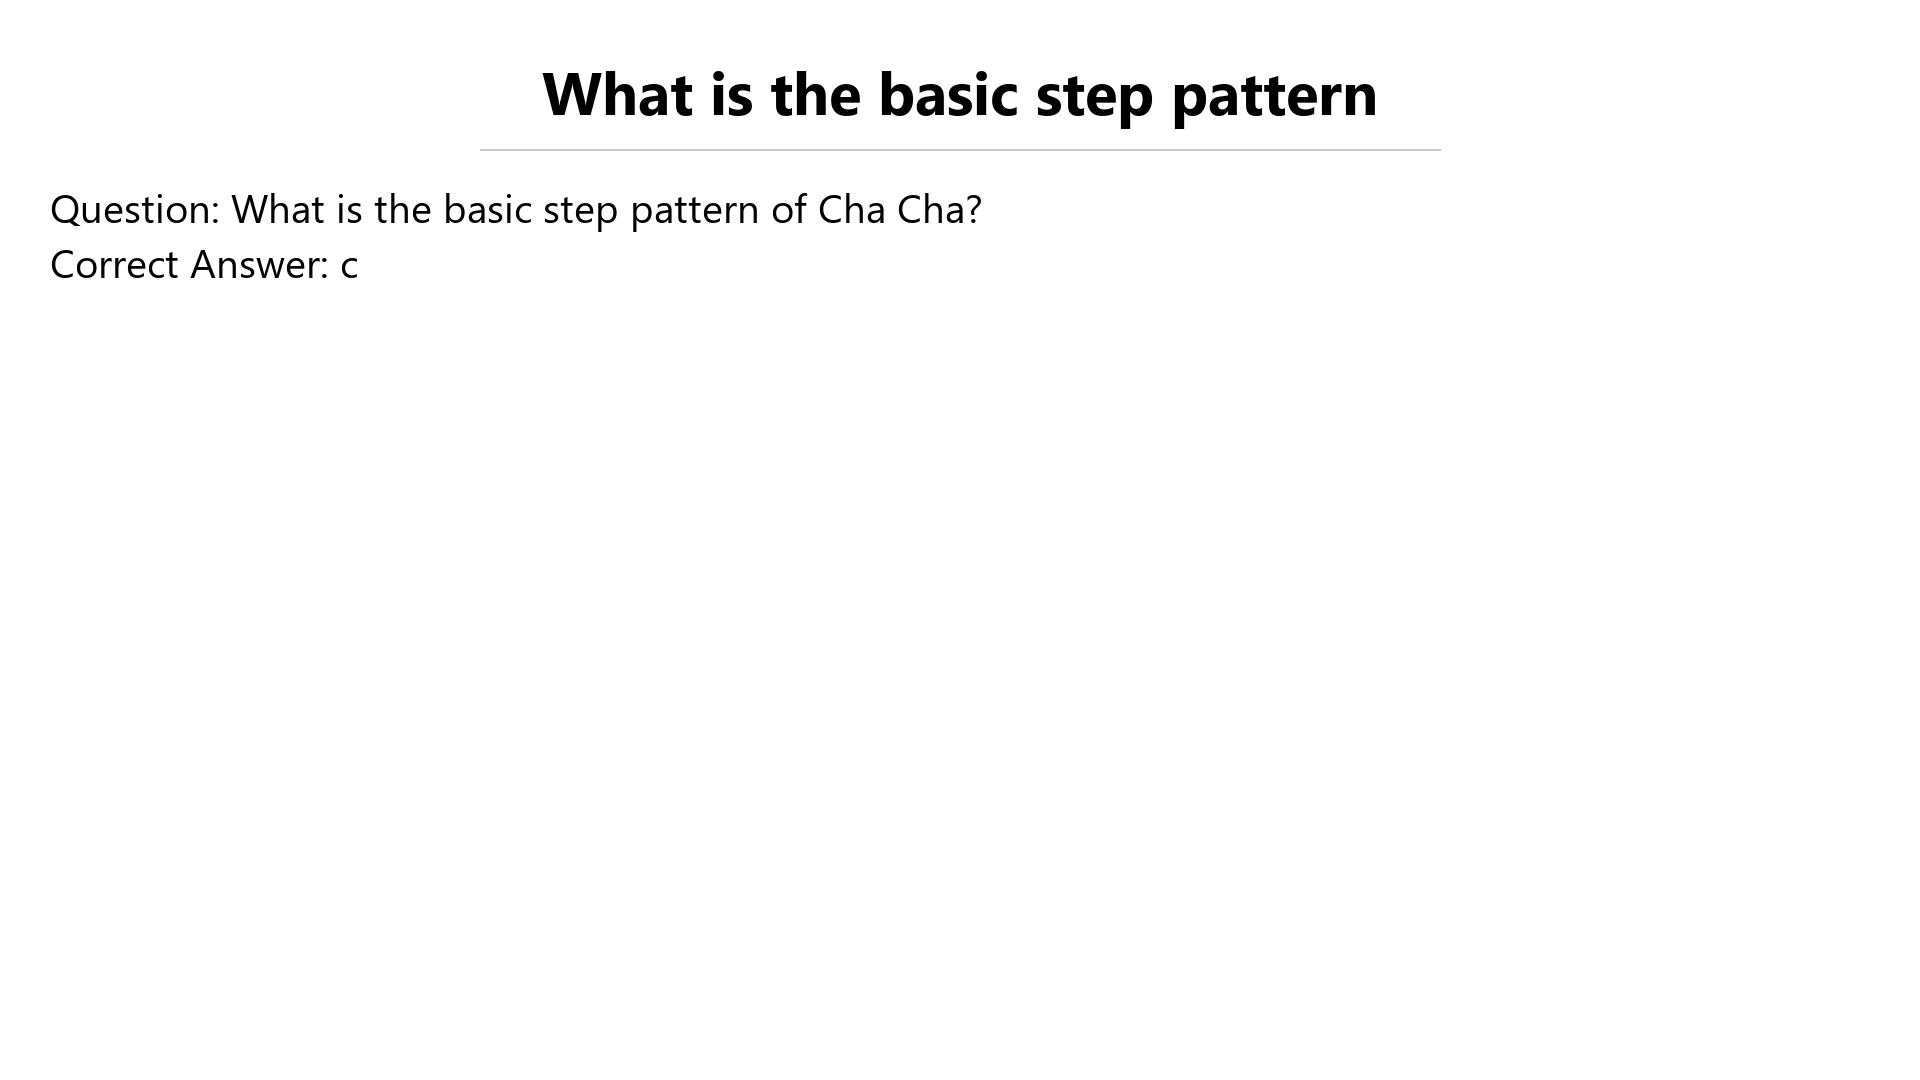 What is the basic step pattern
Question: What is the basic step pattern of Cha Cha?
Correct Answer: c